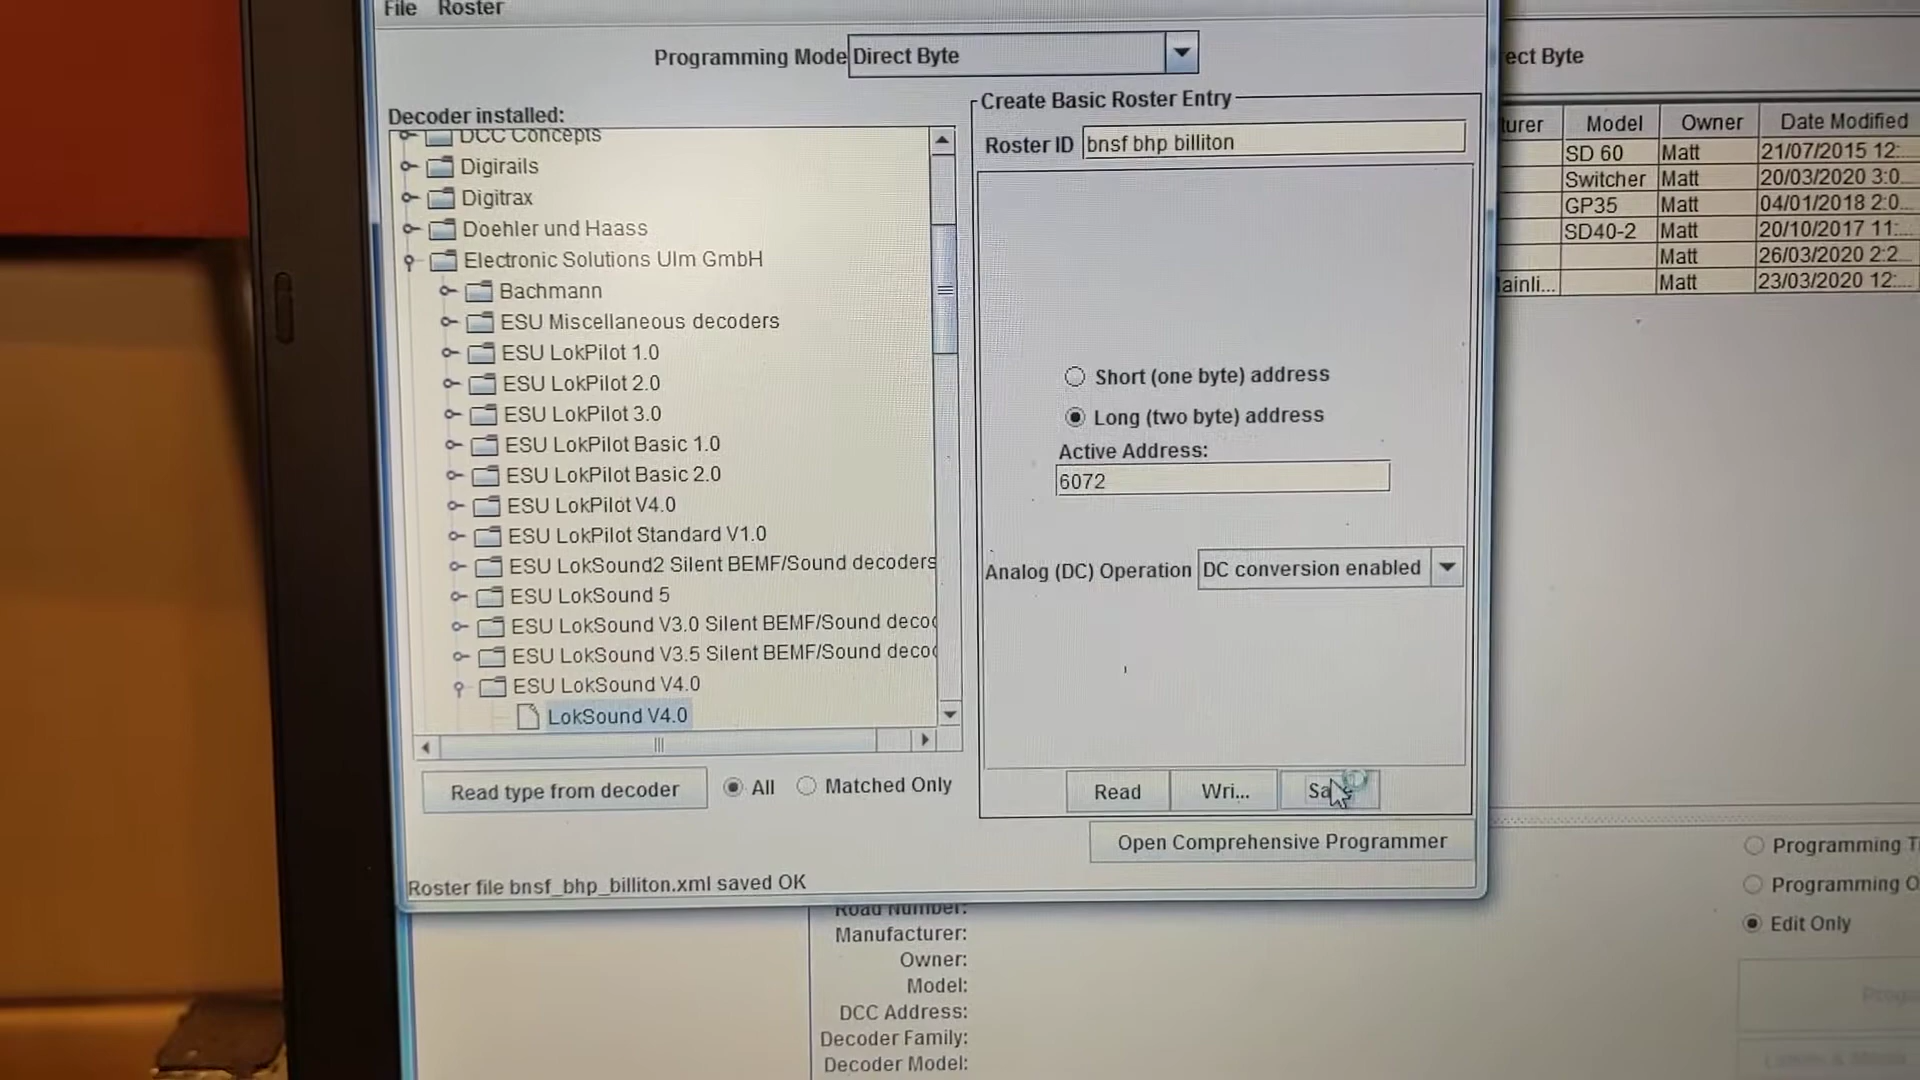 File Roster
Programming Mode Direct Byte
Decoder installed:
DCC Concepts
Digirails
Digitrax
Doehler und Haass
Electronic Solutions Ulm GmbH
Bachmann
ESU Miscellaneous decoders
ESU LokPilot 1.0
ESU LokPilot 2.0
ESU LokPilot 3.0
ESU LokPilot Basic 1.0
ESU LokPilot Basic 2.0
ESU LokPilot V4.0
ESU LokPilot Standard V1.0
ESU LokSound2 Silent BEMF/Sound decoders
ESU LokSound 5
ESU LokSound V3.0 Silent BEMF/Sound deco
ESU LokSound V3.5 Silent BEMF/Sound deco
ESU LokSound V4.0
LokSound V4.0
Read type from decoder All Matched Only
Create Basic Roster Entry
Roster ID bnsf bhp billiton
Short (one byte) address
Long (two byte) address
Active Address:
6072
Analog (DC) Operation DC conversion enabled
Read Wri... Sa
Open Comprehensive Programmer
Roster file bnsf_bhp_billiton.xml saved OK
ect Byte
turer Model Owner Date Modified
SD 60 Matt 21/07/2015 12:...
Switcher Matt 20/03/2020 3:0...
GP35 Matt 04/01/2018 2:0...
SD40-2 Matt 20/10/2017 11:...
Matt 26/03/2020 2:2...
ainli... Matt 23/03/2020 12:...
Road Number:
Manufacturer:
Owner:
Model:
DCC Address:
Decoder Family:
Decoder Model:
Programming T
Programming O
Edit Only